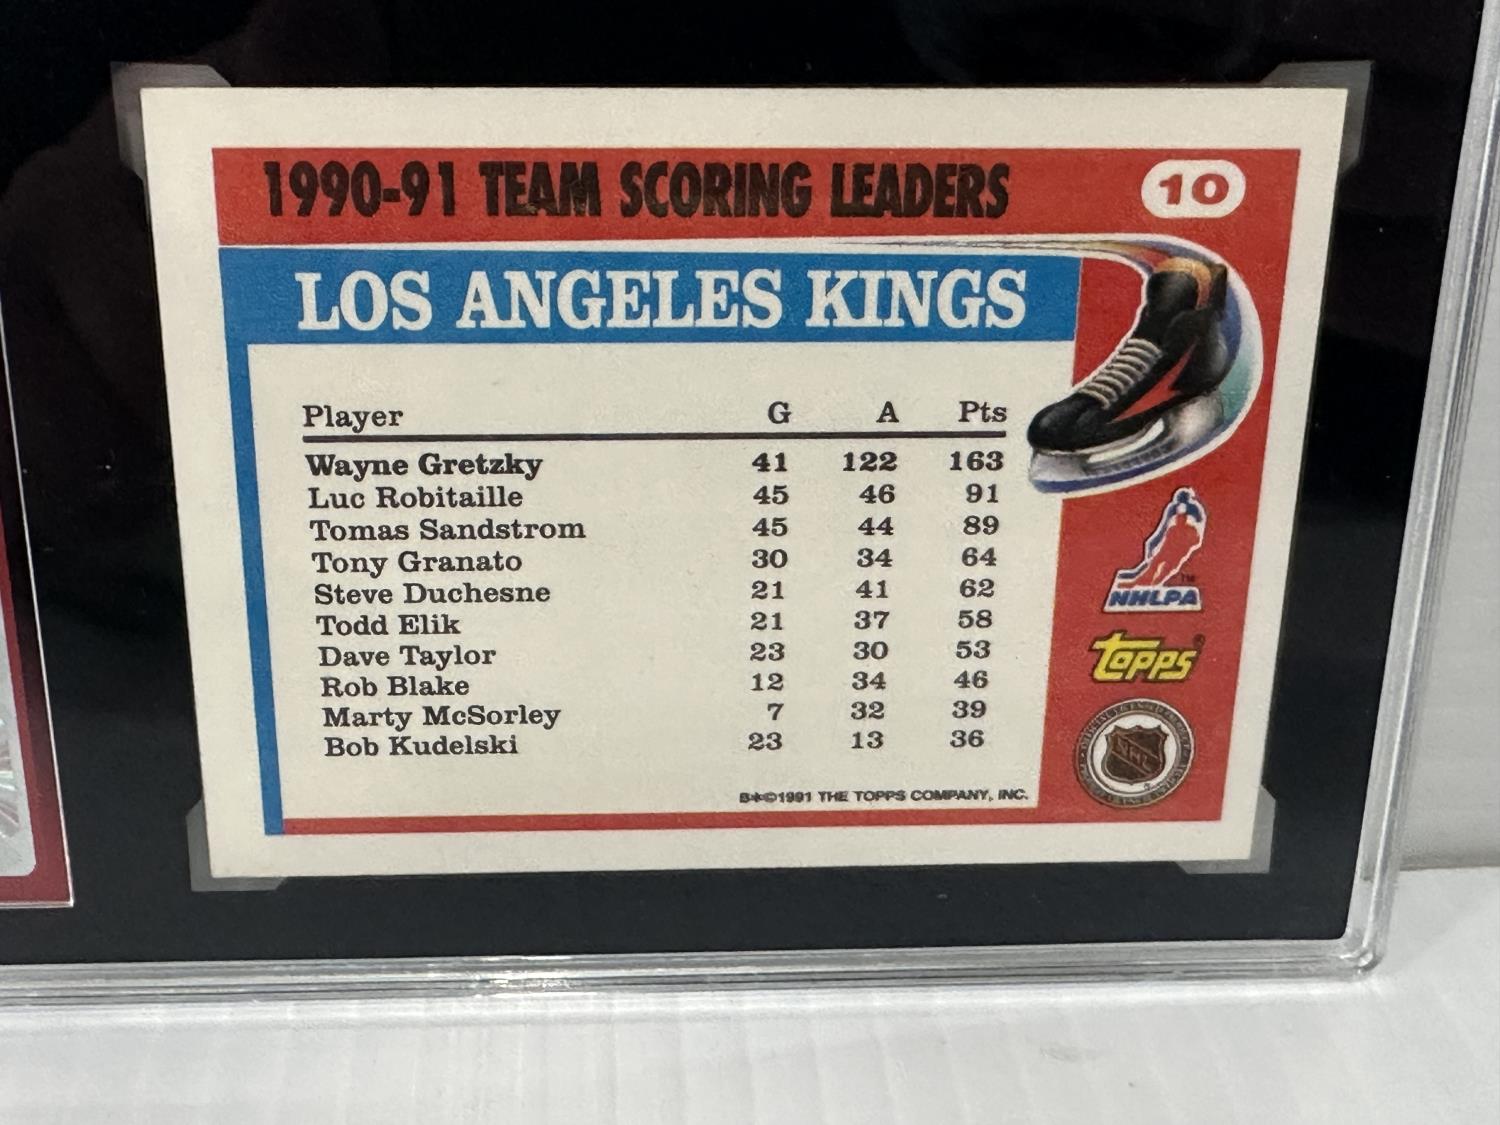 1990-91 TEAM SCORING LEADERS 10
LOS ANGELES KINGS
Player G A Pts
Wayne Gretzky 41 122 163
Luc Robitaille 45 46 91
Tomas Sandstrom 45 44 89
Tony Granato 30 34 64
Steve Duchesne 21 41 62
Todd Elik 21 37 58
Dave Taylor 23 30 53
Rob Blake 12 34 46
Marty McSorley 7 32 39
Bob Kudelski 23 13 36
B*©1991 THE TOPPS COMPANY, INC.
NHLPA™
Topps®
NHL